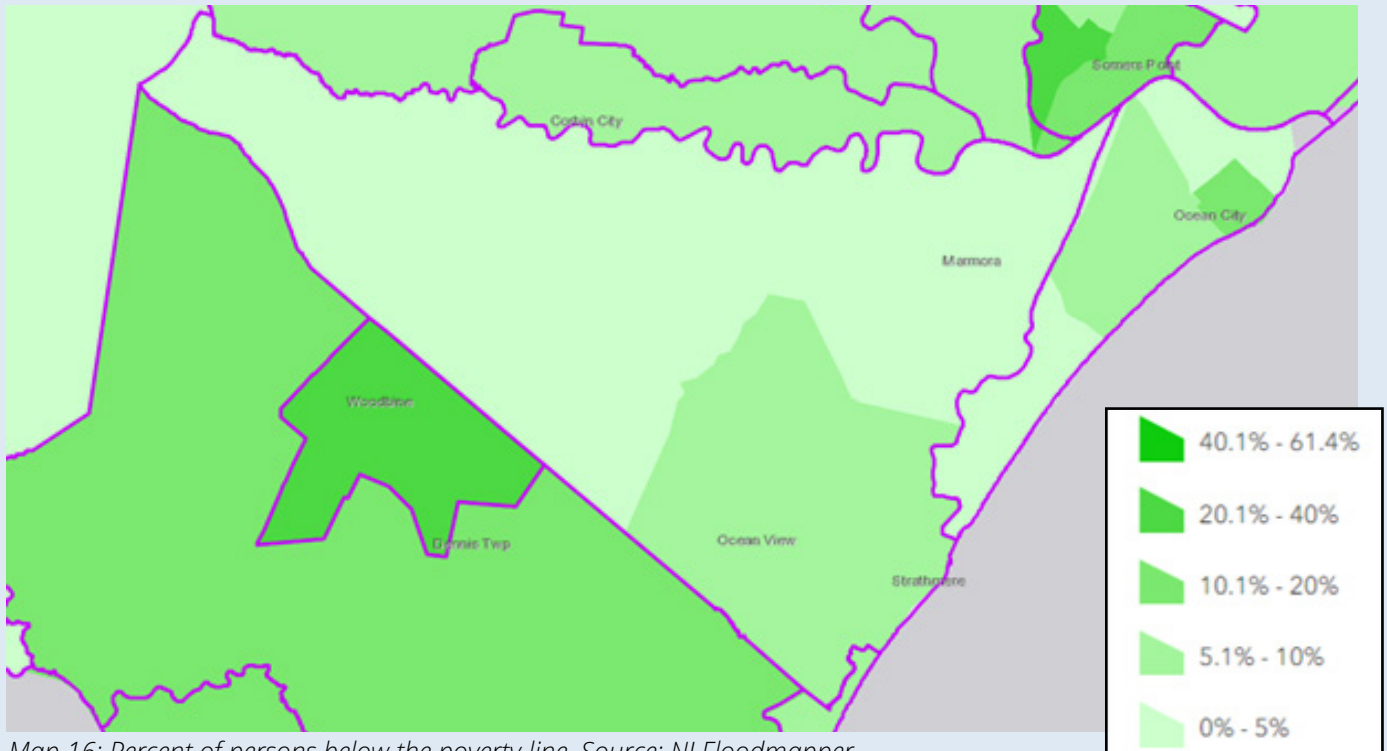 Somers Point
Corbin City
Ocean City
Marmora
Woodbine
Ocean View
Dennis Twp
Strathmere
40.1% - 61.4%
20.1% - 40%
10.1% - 20%
5.1% - 10%
0% - 5%
Map 16: Percent of persons below the poverty line. Source: NJ Floodmapper